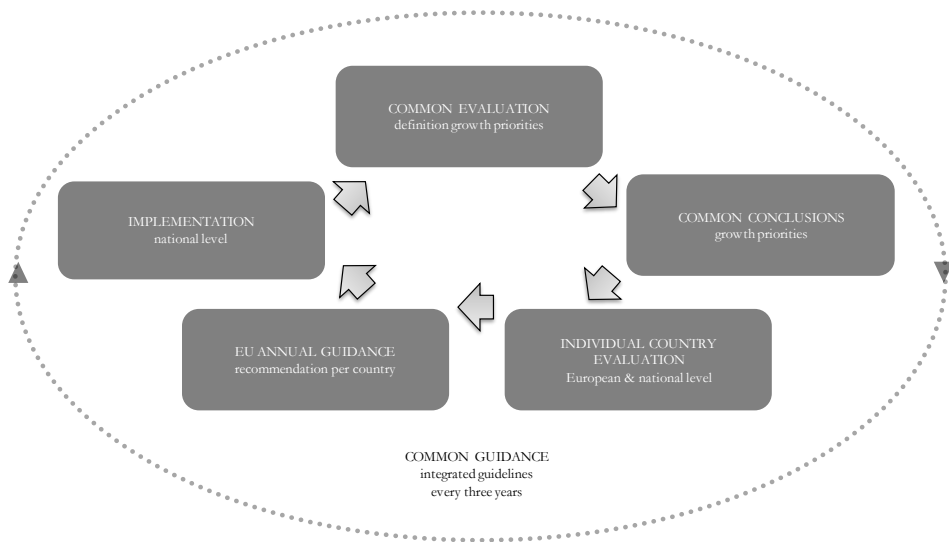 COMMON EVALUATION
definition growth priorities
IMPLEMENTATION
national level
COMMON CONCLUSIONS
growth priorities
EU ANNUAL GUIDANCE
recommendation per country
INDIVIDUAL COUNTRY
EVALUATION
European & national level
COMMON GUIDANCE
integrated guidelines
every three years